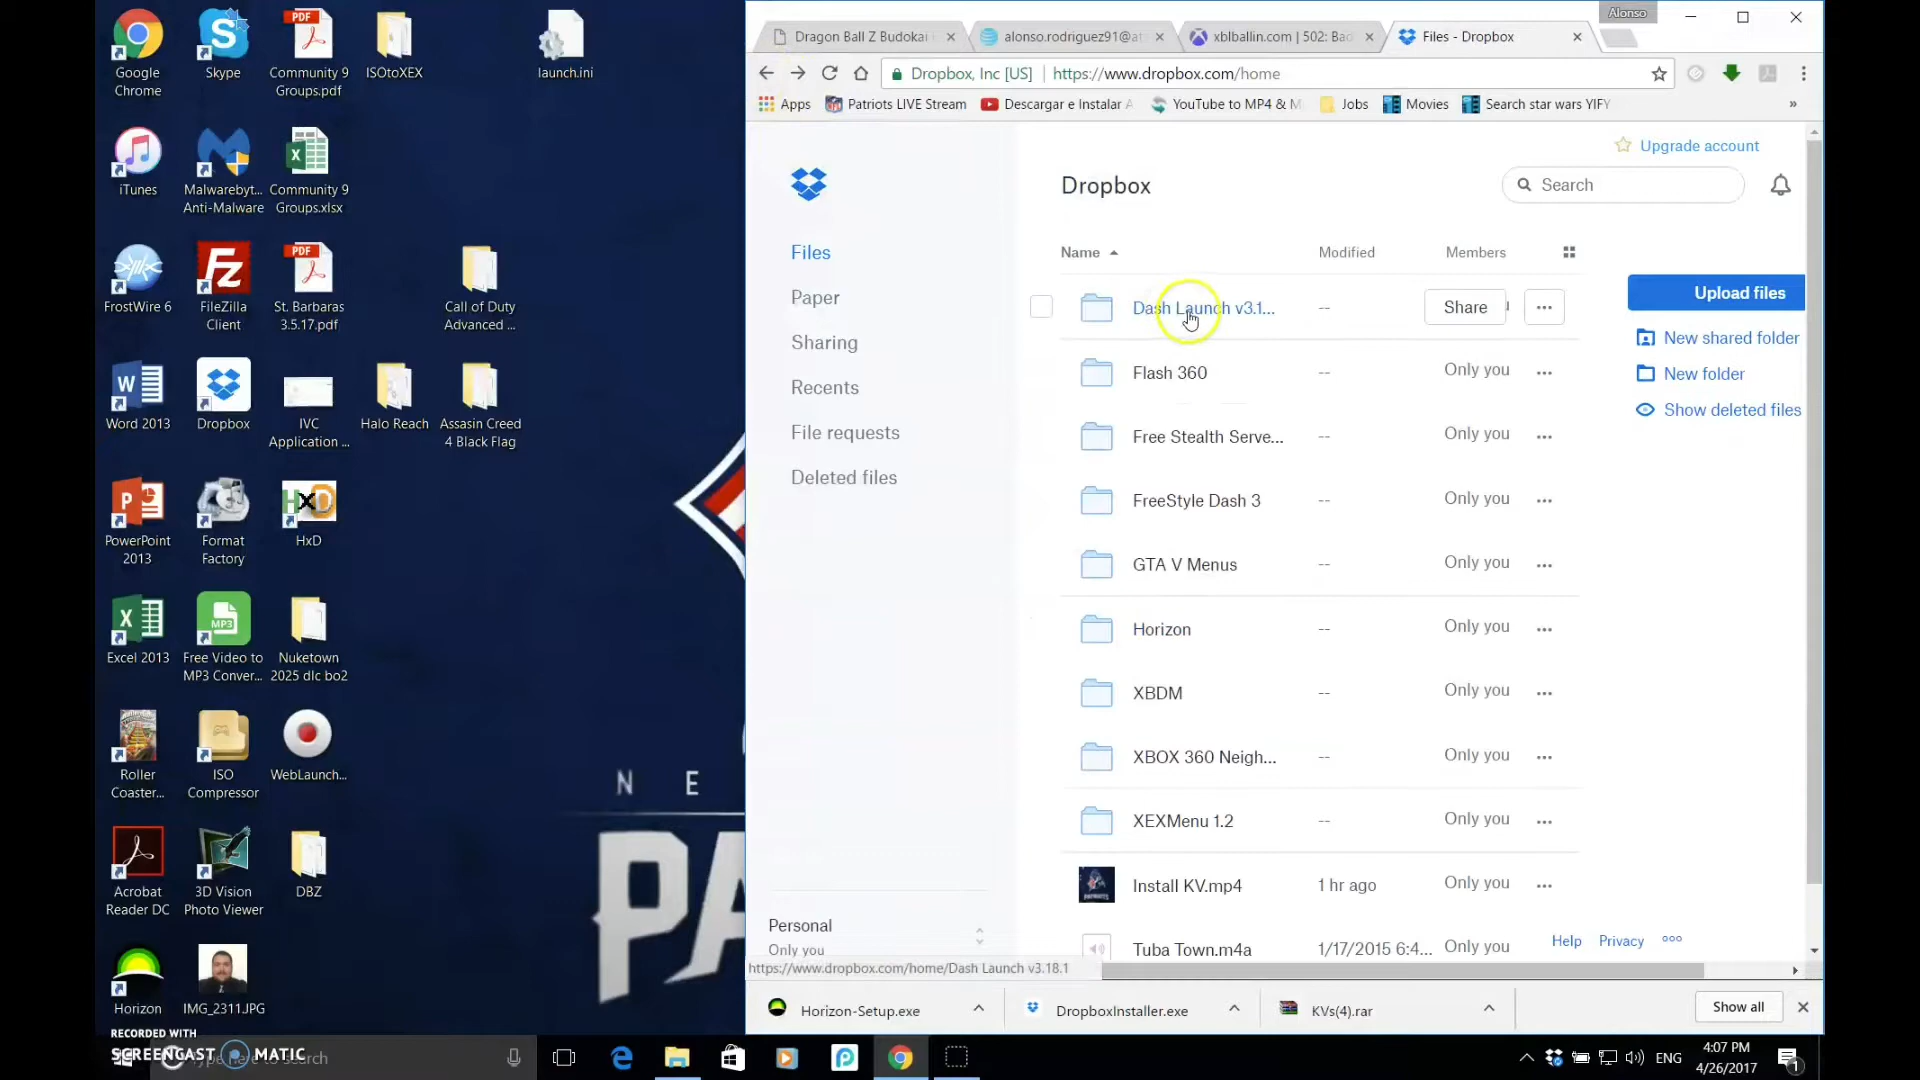 Google
Chrome
Skype
Community 9
Groups.pdf
ISOtoXEX
launch.ini
iTunes
Malwarebyt...
Anti-Malware
Community 9
Groups.xlsx
FrostWire 6
FileZilla
Client
St. Barbaras
3.5.17.pdf
Call of Duty
Advanced ...
Word 2013
Dropbox
IVC
Application ...
Halo Reach
Assasin Creed
4 Black Flag
PowerPoint
2013
Format
Factory
HxD
HxD
Excel 2013
Free Video to
MP3 Conver...
Nuketown
2025 dlc bo2
Roller
Coaster...
ISO
Compressor
WebLaunch...
Acrobat
Reader DC
3D Vision
Photo Viewer
DBZ
Horizon
IMG_2311.JPG
PDF
PDF
MP3
N E
PA
RECORDED WITH
SCREENCAST MATIC
search
Alonso
Dragon Ball Z Budokai
alonso.rodriguez91@at
xblballin.com | 502: Bad
Files - Dropbox
Dropbox, Inc [US] | https://www.dropbox.com/home
Apps
Patriots LIVE Stream
Descargar e Instalar
YouTube to MP4 & M
Jobs
Movies
Search star wars YIFY
»
Upgrade account
Dropbox
Search
Files
Paper
Sharing
Recents
File requests
Deleted files
Personal
Only you
Name
Modified
Members
Dash Launch v3.1...
--
Share
...
Flash 360
--
Only you
...
Free Stealth Serve...
--
Only you
...
FreeStyle Dash 3
--
Only you
...
GTA V Menus
--
Only you
...
Horizon
--
Only you
...
XBDM
--
Only you
...
XBOX 360 Neigh...
--
Only you
...
XEXMenu 1.2
--
Only you
...
Install KV.mp4
1 hr ago
Only you
...
Tuba Town.m4a
1/17/2015 6:4...
Only you
...
Upload files
New shared folder
New folder
Show deleted files
Help
Privacy
https://www.dropbox.com/home/Dash Launch v3.18.1
Horizon-Setup.exe
DropboxInstaller.exe
KVs(4).rar
Show all
ENG
4:07 PM
4/26/2017
1